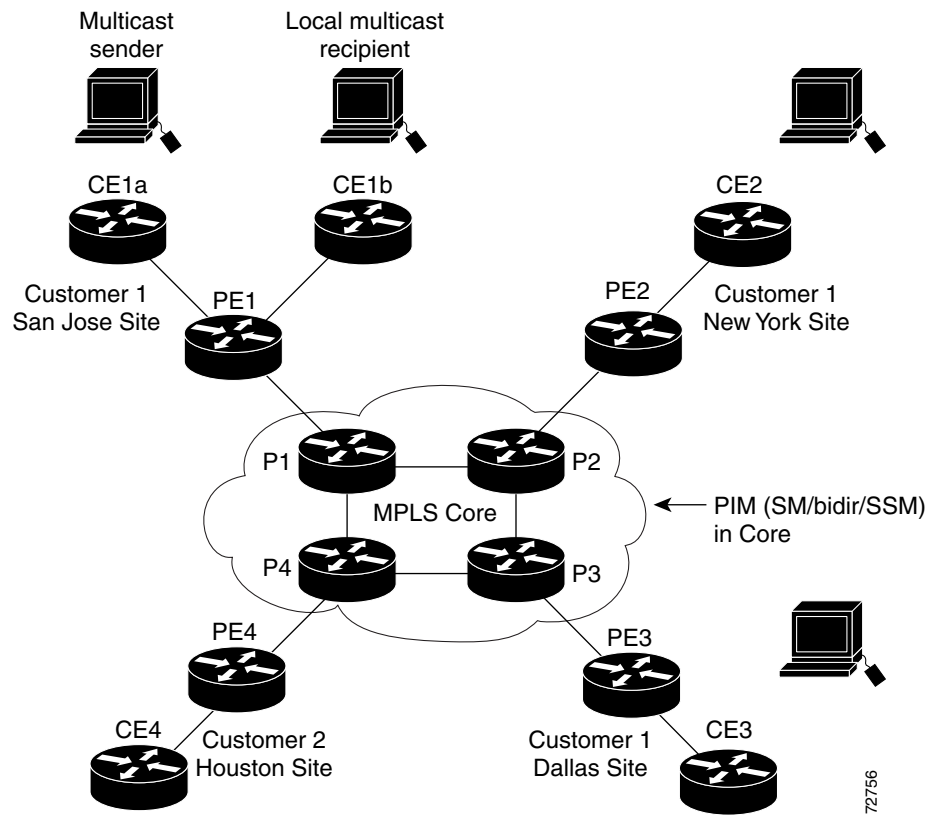 Multicast
sender
Local multicast
recipient
CE1a
CE1b
CE2
Customer 1
San Jose Site
PE1
PE2
Customer 1
New York Site
P1
P2
MPLS Core
PIM (SM/bidir/SSM)
in Core
P4
P3
PE4
PE3
CE4
Customer 2
Houston Site
Customer 1
Dallas Site
CE3
72756